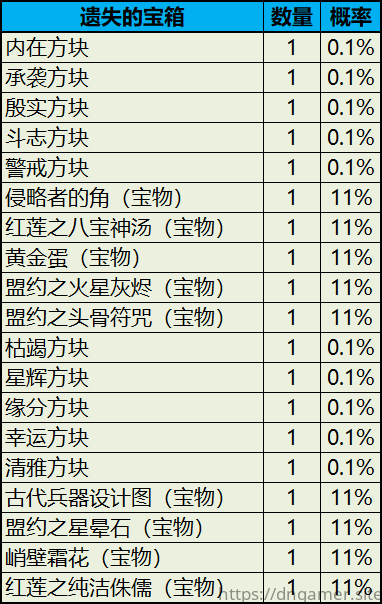 遗失的宝箱 数量 概率
内在方块 1 0.1%
承袭方块 1 0.1%
殷实方块 1 0.1%
斗志方块 1 0.1%
警戒方块 1 0.1%
侵略者的角（宝物） 1 11%
红莲之八宝神汤（宝物） 1 11%
黄金蛋（宝物） 1 11%
盟约之火星灰烬（宝物） 1 11%
盟约之头骨符咒（宝物） 1 11%
枯竭方块 1 0.1%
星辉方块 1 0.1%
缘分方块 1 0.1%
幸运方块 1 0.1%
清雅方块 1 0.1%
古代兵器设计图（宝物） 1 11%
盟约之星晕石（宝物） 1 11%
峭壁霜花（宝物） 1 11%
红莲之纯洁侏儒（宝物） 1 11%
https://dngamer.site